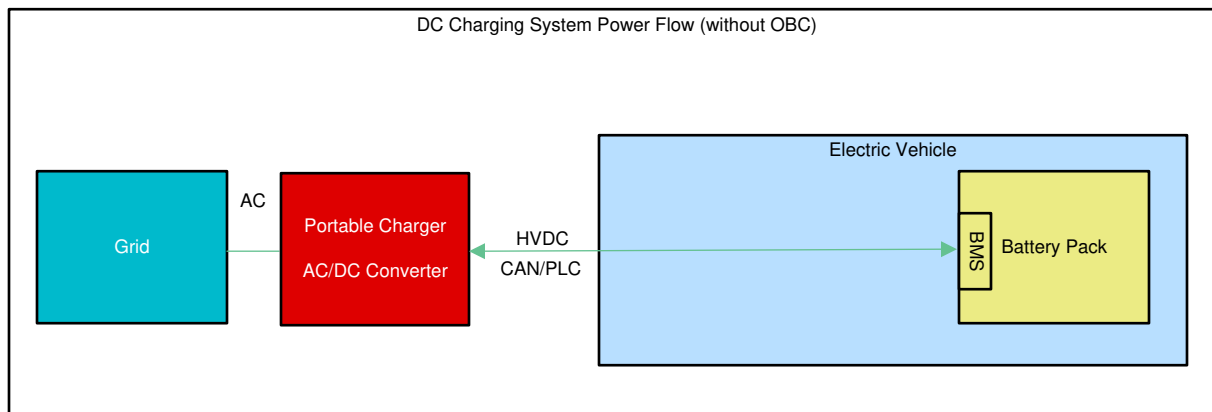 DC Charging System Power Flow (without OBC)
Electric Vehicle
AC
Grid
Portable Charger
AC/DC Converter
HVDC
CAN/PLC
BMS
Battery Pack